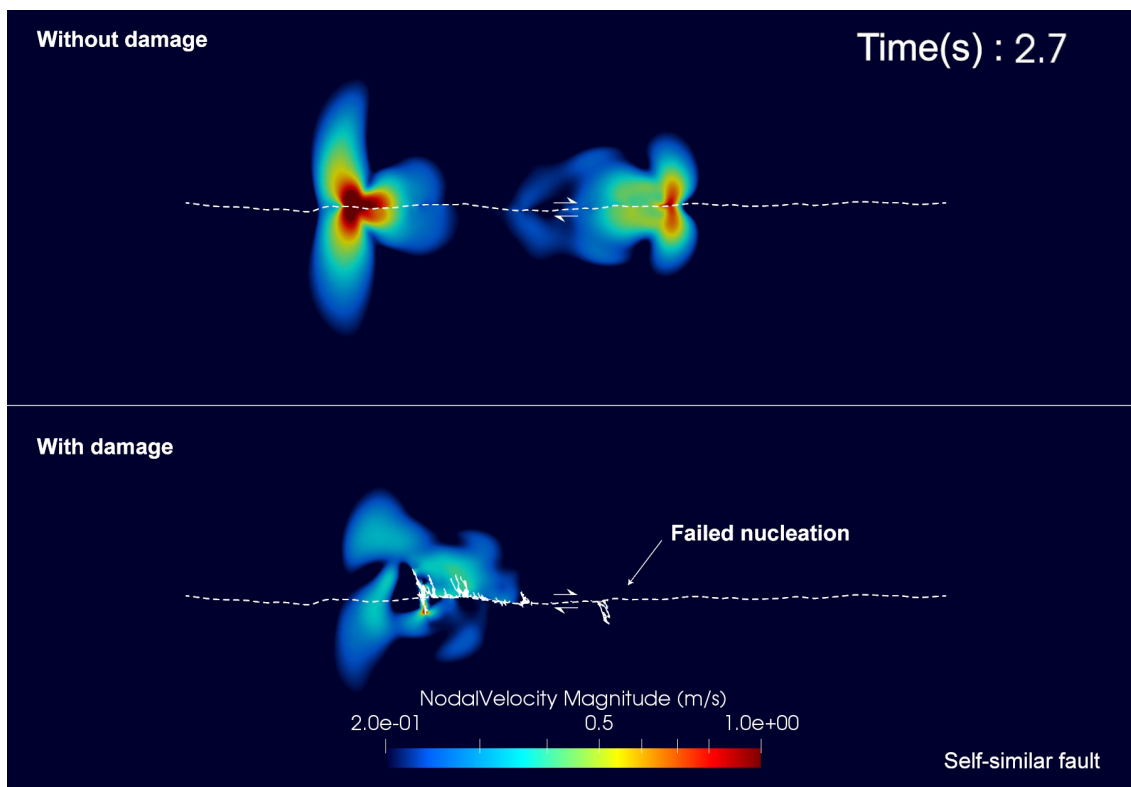 Without damage
Time(s) : 2.7
With damage
Failed nucleation
NodalVelocity Magnitude (m/s)
2.0e-01 0.5 1.0e+00
Self-similar fault